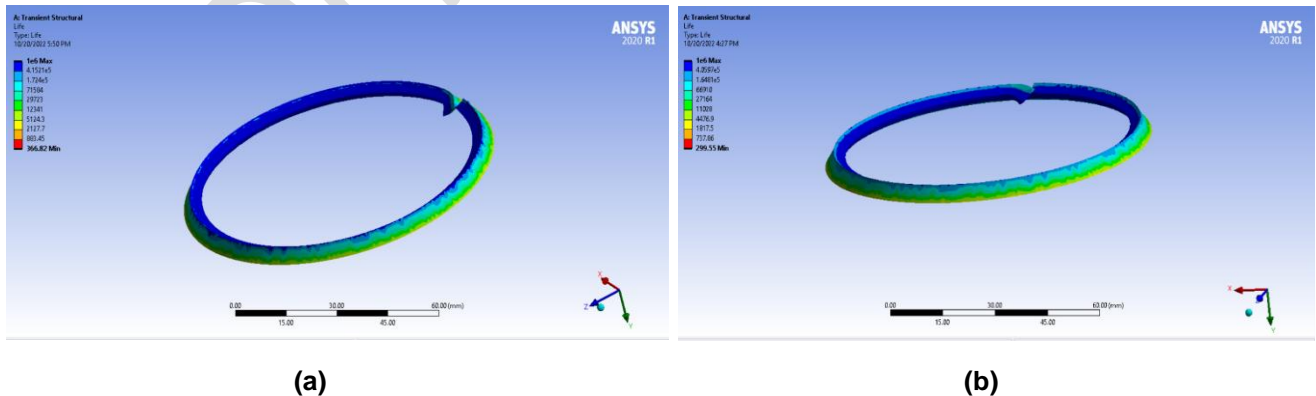 A: Transient Structural
Life
Type: Life
10/20/2022 5:50 PM
1e6 Max
4.1521e5
1.724e5
71584
29723
12341
5124.3
2127.7
883.45
366.82 Min
ANSYS
2020 R1
0.00
30.00
60.00 (mm)
15.00
45.00
X
Z
Y
(a)
A: Transient Structural
Life
Type: Life
10/20/2022 4:27 PM
1e6 Max
4.0597e5
1.6481e5
66910
27164
11028
4476.9
1817.5
737.86
299.55 Min
ANSYS
2020 R1
0.00
30.00
60.00 (mm)
15.00
45.00
X
Y
(b)